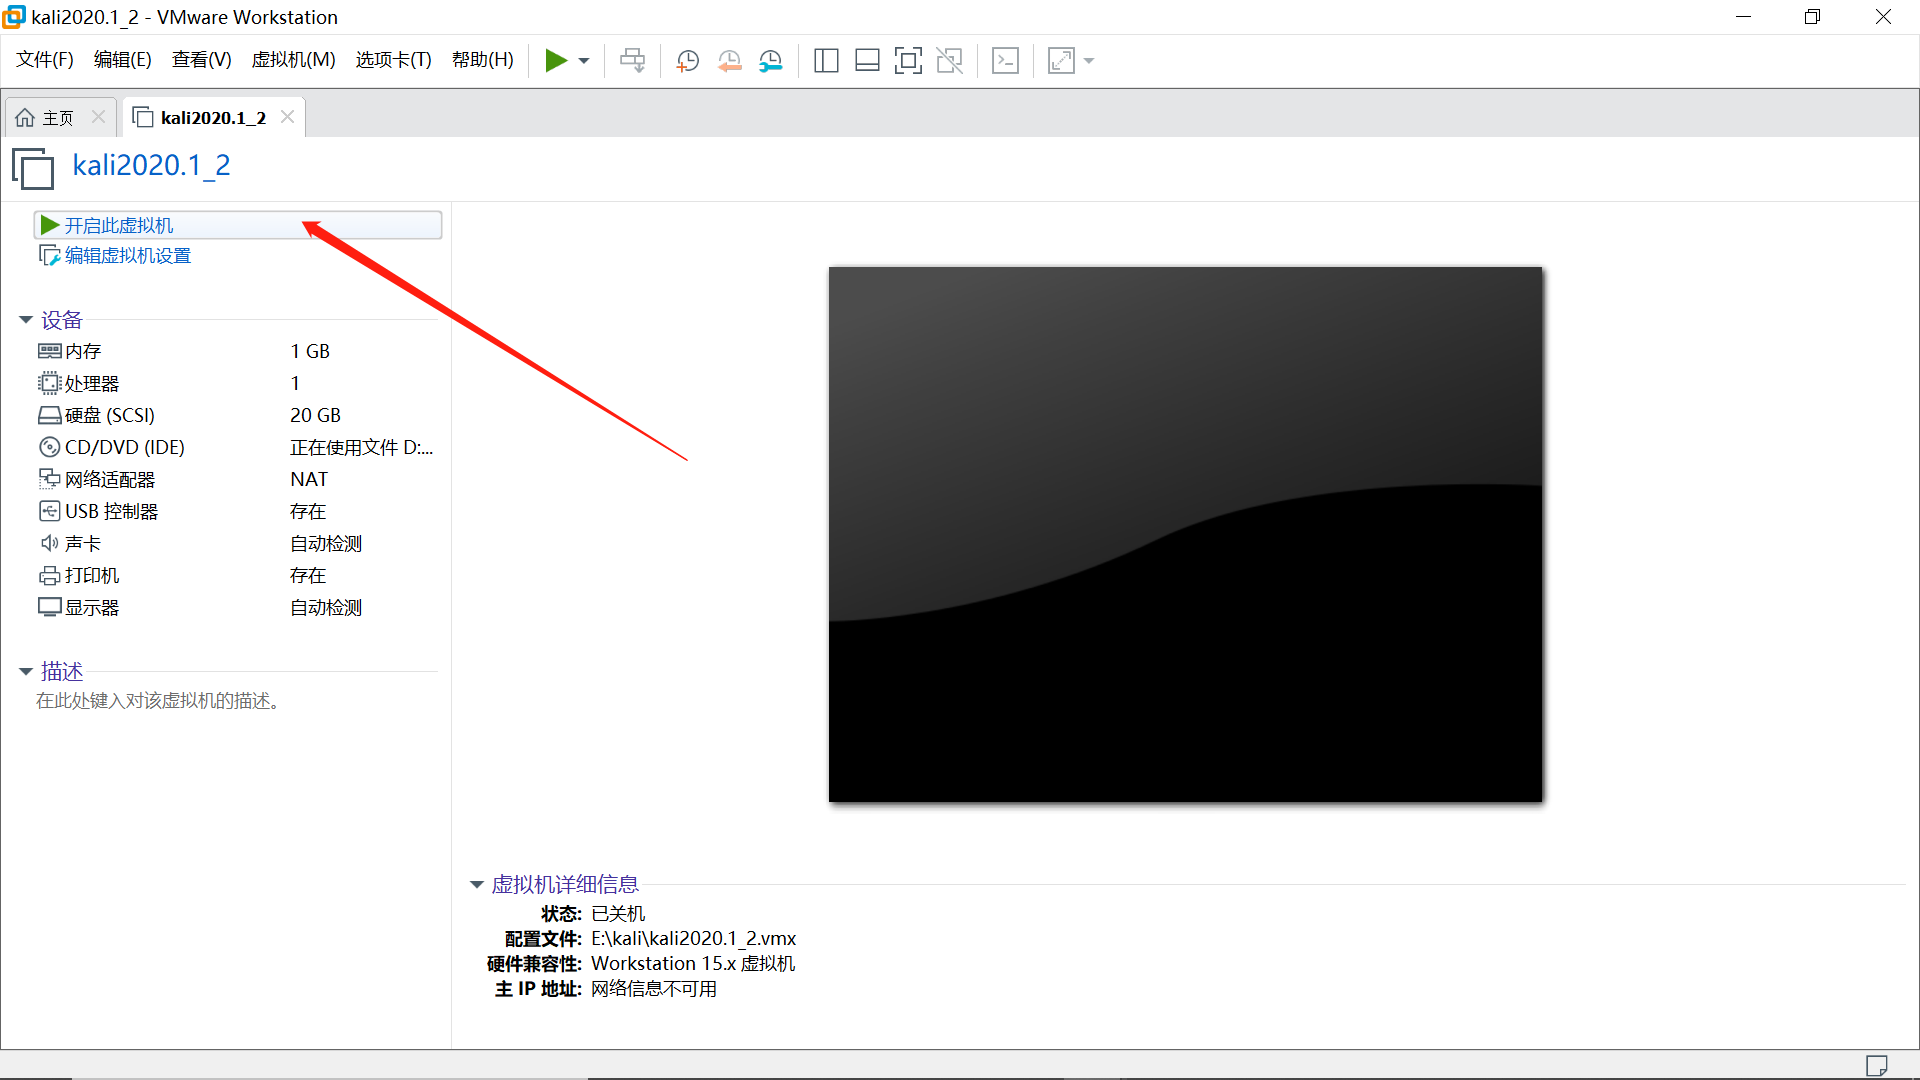 kali2020.1_2 - VMware Workstation
文件(F) 编辑(E) 查看(V) 虚拟机(M) 选项卡(T) 帮助(H)
主页 kali2020.1_2
kali2020.1_2
开启此虚拟机
编辑虚拟机设置
设备
内存 1 GB
处理器 1
硬盘 (SCSI) 20 GB
CD/DVD (IDE) 正在使用文件 D:...
网络适配器 NAT
USB 控制器 存在
声卡 自动检测
打印机 存在
显示器 自动检测
描述
在此处键入对该虚拟机的描述。
虚拟机详细信息
状态: 已关机
配置文件: E:\kali\kali2020.1_2.vmx
硬件兼容性: Workstation 15.x 虚拟机
主 IP 地址: 网络信息不可用